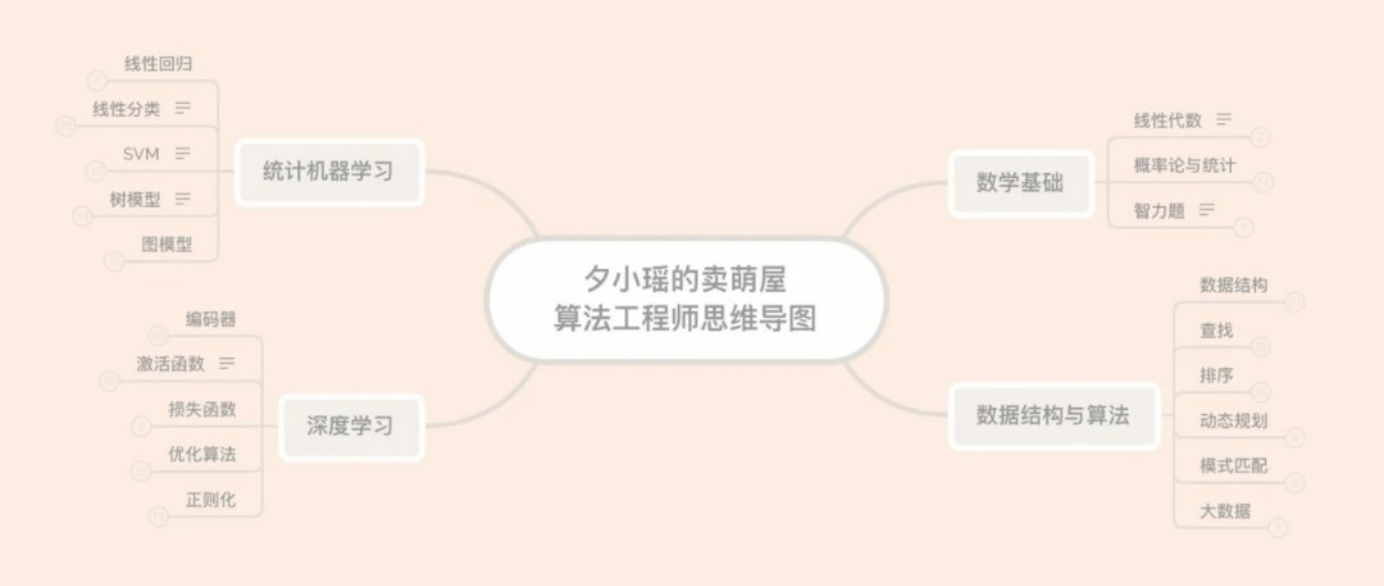 夕小瑶的卖萌屋
算法工程师思维导图
统计机器学习
线性回归
线性分类
SVM
树模型
图模型
深度学习
编码器
激活函数
损失函数
优化算法
正则化
数学基础
线性代数
概率论与统计
智力题
数据结构与算法
数据结构
查找
排序
动态规划
模式匹配
大数据